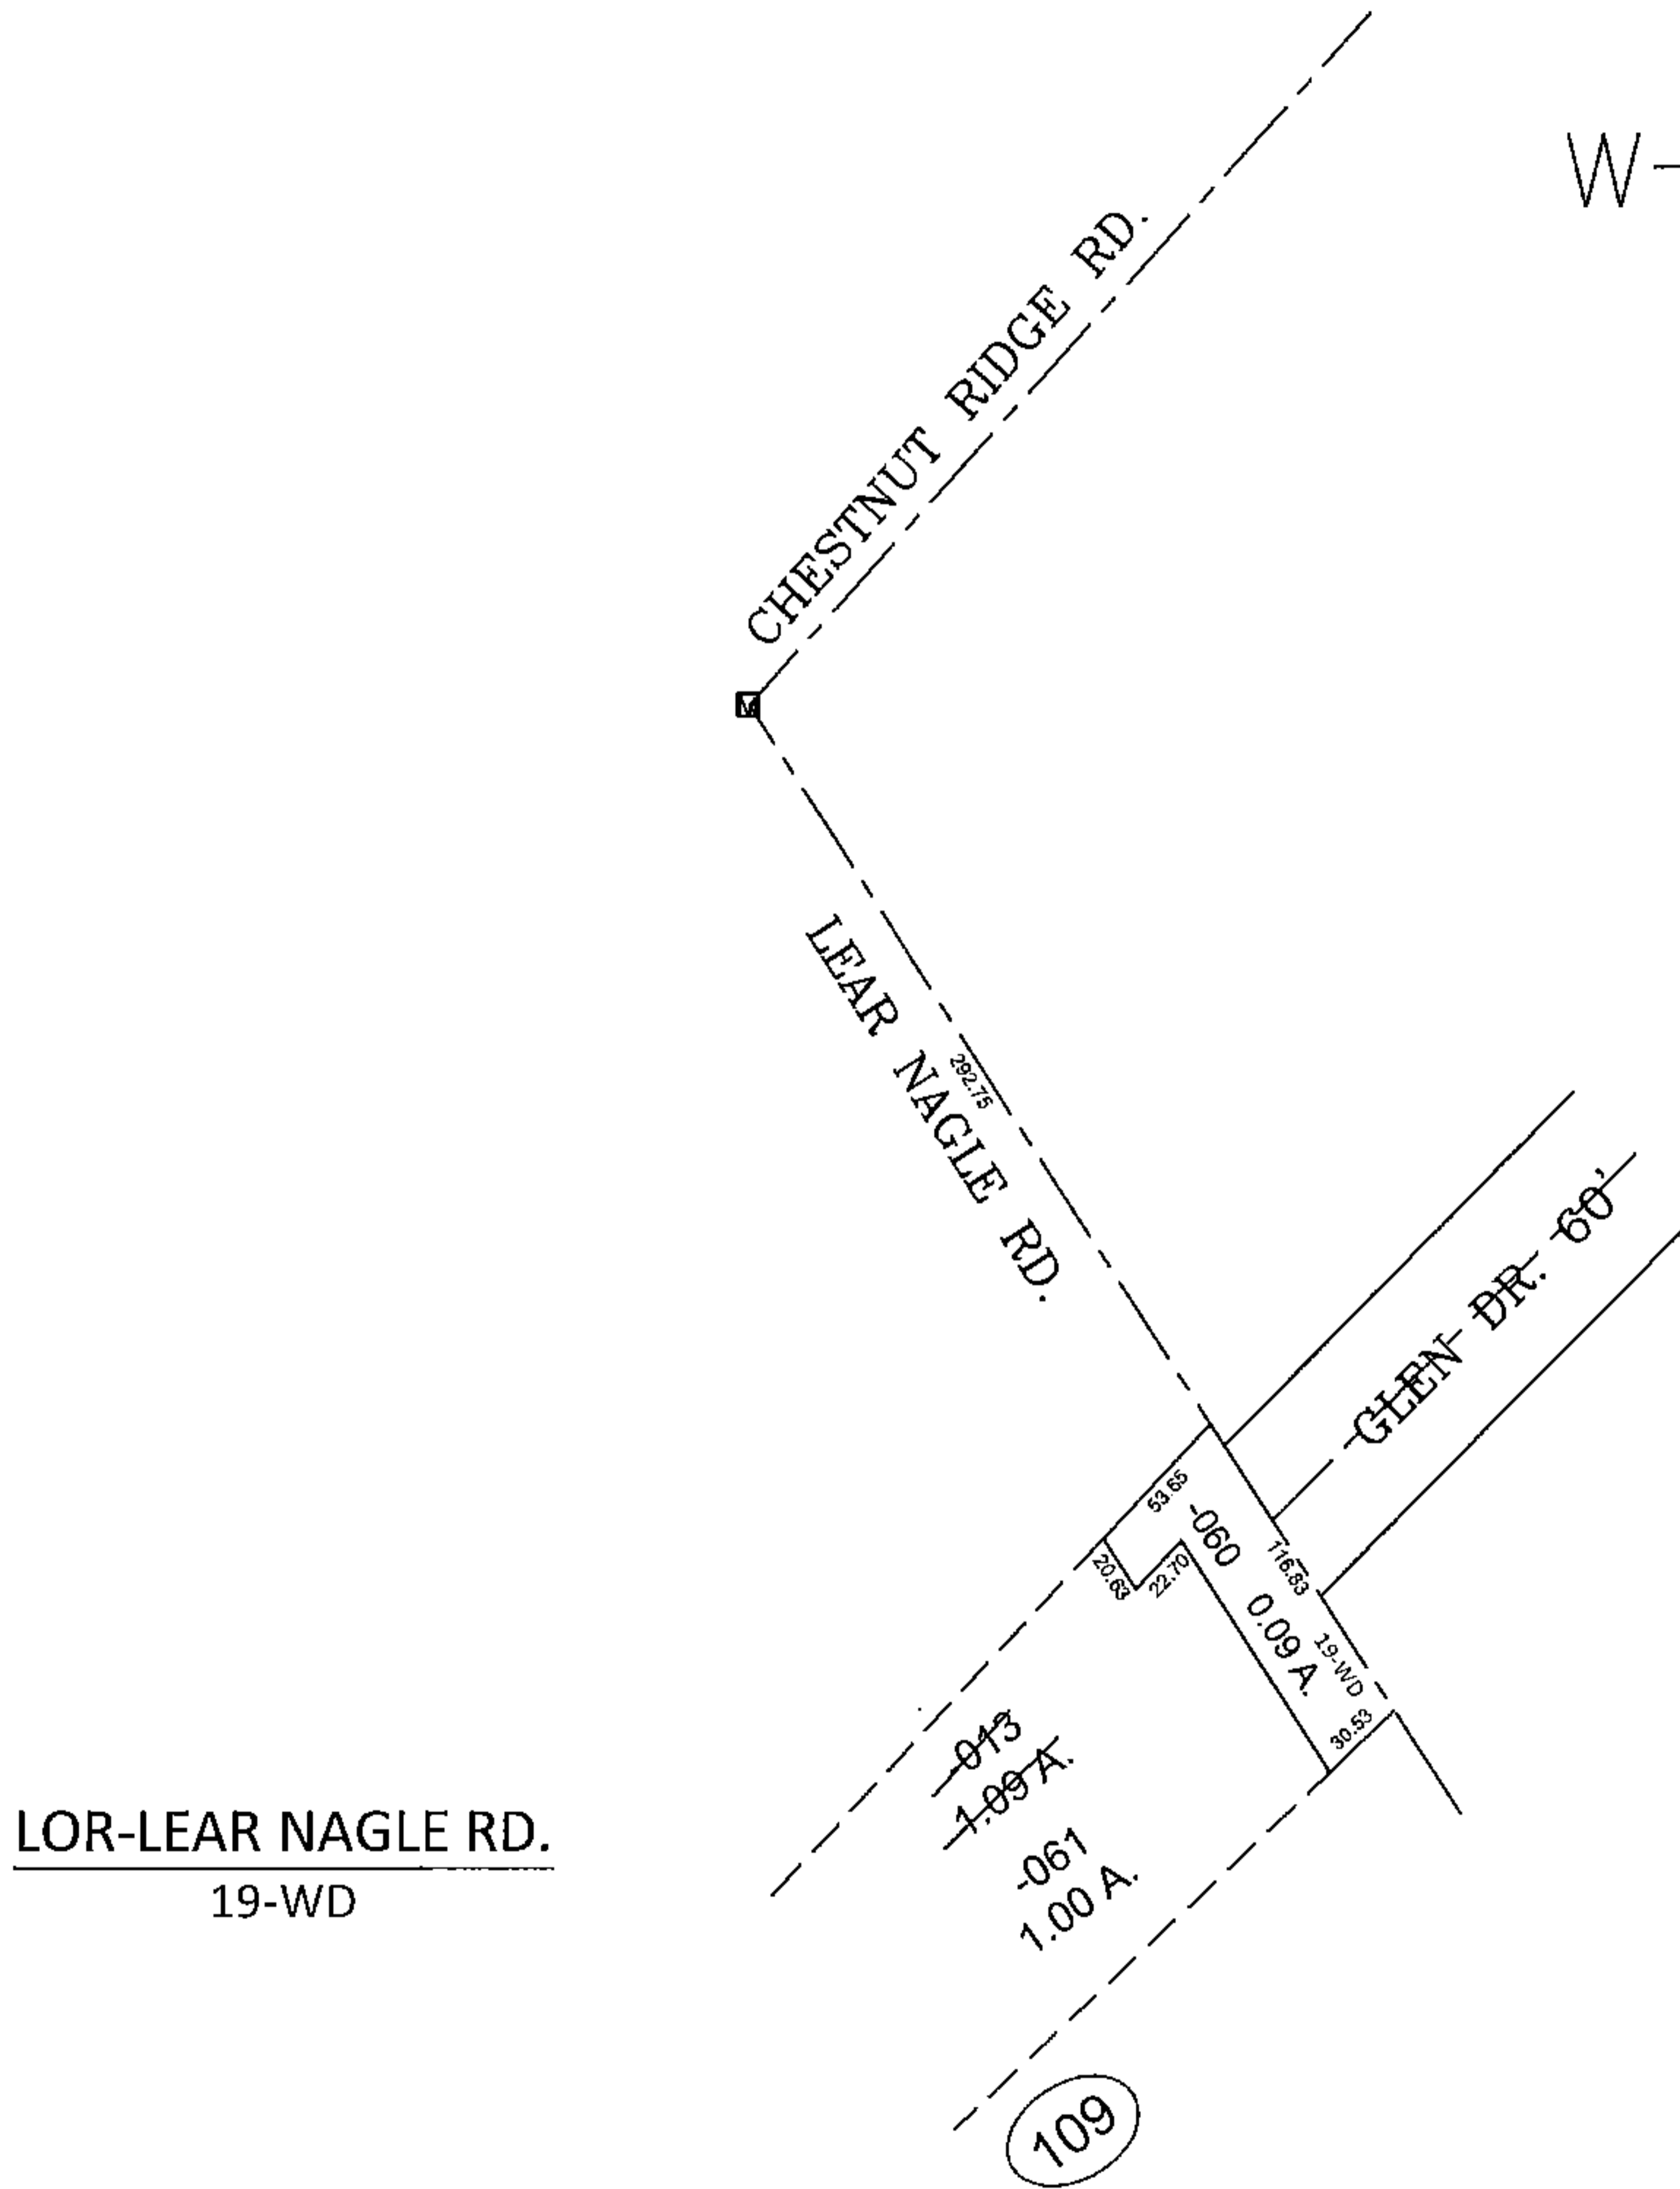 W
CHESTNUT RIDGE RD.
M
LEAR NAGLE RD.
292.75
GLEN DR. 60'
53.65
-060 0.09 A.
116.83
20.63
22.70
19-WD
30.53
-013
1.09 A.
-061
1.00 A.
LOR-LEAR NAGLE RD.
19-WD
109